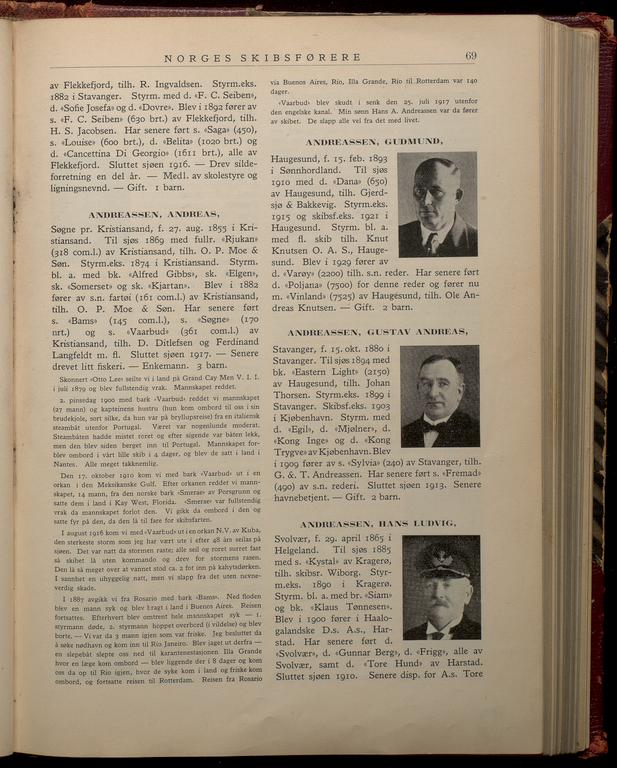 NORGES SKIBSFØRERE 69
av Flekkefjord, tilh. R. Ingvaldsen. Styrm.eks.
1882 i Stavanger. Styrm. med d. «F. C. Seiben»,
d. «Sofie Josefa» og d. «Dovre». Blev i 1892 fører av
s. «F. C. Seiben» (630 brt.) av Flekkefjord, tilh.
H. S. Jacobsen. Har senere ført s. «Saga» (450),
s. «Louise» (600 brt.), d. «Belita» (1020 brt.) og
d. «Cancettina Di Georgio» (1611 brt.), alle av
Flekkefjord. Sluttet sjøen 1916. — Drev silde-
forretning en del år. — Medl. av skolestyre og
ligningsnevnd. — Gift. 1 barn.
ANDREASSEN, ANDREAS,
Søgne pr. Kristiansand, f. 27. aug. 1855 i Kri-
stiansand. Til sjøs 1869 med fullr. «Rjukan»
(318 com.l.) av Kristiansand, tilh. O. P. Moe &
Søn. Styrm.eks. 1874 i Kristiansand. Styrm.
bl. a. med bk. «Alfred Gibbs», sk. «Elgen»,
sk. «Somerset» og sk. «Kjartan». Blev i 1882
fører av s.n. fartøi (161 com.l.) av Kristiansand,
tilh. O. P. Moe & Søn. Har senere ført
s. «Bams» (145 com.l.), s. «Søgne» (170
nrt.) og s. «Vaarbud» (361 com.l.) av
Kristiansand, tilh. D. Ditlefsen og Ferdinand
Langfeldt m. fl. Sluttet sjøen 1917. — Senere
drevet litt fiskeri. — Enkemann. 3 barn.
Skonnert «Otto Lee» seilte vi i land på Grand Cay Men V. I. I.
i juli 1879 og blev fullstendig vrak. Mannskapet reddet.
2. pinsedag 1900 med bark «Vaarbud» reddet vi mannskapet
(27 mann) og kapteinens hustru (hun kom ombord til oss i sin
brudekjole, sort silke, da hun var på bryllupsreise) fra en italiensk
steambåt utenfor Portugal. Været var nogenlunde moderat.
Steambåten hadde mistet roret og efter sigende var båten lekk,
men den blev siden berget inn til Portugal. Mannskapet for-
blev ombord i vårt lille skib i 4 dager, og blev de satt i land i
Nantes. Alle meget takknemlig.
Den 17. oktober 1910 kom vi med bark «Vaarbud» ut i en
orkan i den Meksikanske Gulf. Efter orkanen reddet vi mann-
skapet, 14 mann, fra den norske bark «Smeraa» av Porsgrunn og
satte dem i land i Kay West, Florida. «Smeraa» var fullstendig
vrak da mannskapet forlot den. Vi gikk da ombord i den og
satte fyr på den, da den lå til fare for skibsfarten.
I august 1916 kom vi med «Vaarbud» ut i en orkan N.V. av Kuba,
den sterkeste storm som jeg har vært ute i efter 48 års seilas på
sjøen. Det var natt da stormen raste; alle seil og roret surret fast
så skibet lå uten kommando og drev for stormens rasen.
Den lå så meget over at vannet stod ca. 2 fot inn på kahytsdørken.
I sannhet en uhyggelig natt, men vi slapp fra det uten nevne-
verdig skade.
I 1887 avgikk vi fra Rosario med bark «Bams». Ned floden
blev en mann syk og blev bragt i land i Buenos Aires. Reisen
fortsattes. Efterhvert blev omtrent hele mannskapet syk — 1.
styrmann døde, 2. styrmann hoppet overbord (i vildelse) og blev
borte. — Vi var da 3 mann igjen som var friske. Jeg besluttet da
å søke nødhavn og kom inn til Rio Janeiro. Blev jaget ut derfra —
en slepebåt slepte oss ned til karantenestasjonen Illa Grande
hvor en læge kom ombord — blev liggende der i 8 dager og kom
om da op til Rio igjen, hvor de syke kom i land og friske kom
ombord, og fortsatte reisen til Rotterdam. Reisen fra Rosario
via Buenos Aires, Rio, Illa Grande, Rio til Rotterdam var 140
dager.
«Vaarbud» blev skudt i senk den 25. juli 1917 utenfor
den engelske kanal. Min sønn Hans A. Andreassen var da fører
av skibet. De slapp alle vel fra det med livet.
ANDREASSEN, GUDMUND,
Haugesund, f. 15. feb. 1893
i Sønnhordland. Til sjøs
1910 med d. «Dana» (650)
av Haugesund, tilh. Gjerd-
sjø & Bakkevig. Styrm.eks.
1915 og skibsf.eks. 1921 i
Haugesund. Styrm. bl. a.
med fl. skib tilh. Knut
Knutsen O. A. S., Hauge-
sund. Blev i 1929 fører av
d. «Varøy» (2200) tilh. s.n. reder. Har senere ført
d. «Poljana» (7500) for denne reder og fører nu
m. «Vinland» (7525) av Haugesund, tilh. Ole An-
dreas Knutsen. — Gift. 2 barn.
ANDREASSEN, GUSTAV ANDREAS,
Stavanger, f. 15. okt. 1880 i
Stavanger. Til sjøs 1894 med
bk. «Eastern Light» (2150)
av Haugesund, tilh. Johan
Thorsen. Styrm.eks. 1899 i
Stavanger. Skibsf.eks. 1903
i Kjøbenhavn. Styrm. med
d. «Egil», d. «Mjølner», d.
«Kong Inge» og d. «Kong
Trygve» av Kjøbenhavn. Blev
i 1909 fører av s. «Sylvia» (240) av Stavanger, tilh.
G. &. T. Andreassen. Har senere ført s. «Fremad»
(490) av s.n. rederi. Sluttet sjøen 1913. Senere
havnebetjent. — Gift. 2 barn.
ANDREASSEN, HANS LUDVIG,
Svolvær, f. 29. april 1865 i
Helgeland. Til sjøs 1885
med s. «Kystal» av Kragerø,
tilh. skibsr. Wiborg. Styr-
m.eks. 1890 i Kragerø.
Styrm. bl. a. med br. «Siam»
og bk. «Klaus Tønnesen».
Blev i 1900 fører i Haalo-
galandske D.s. A.s., Har-
stad. Har senere ført d.
«Svolvær», d. «Gunnar Berg», d. «Frigg», alle av
Svolvær, samt d. «Tore Hund» av Harstad.
Sluttet sjøen 1910. Senere disp. for A.s. Tore